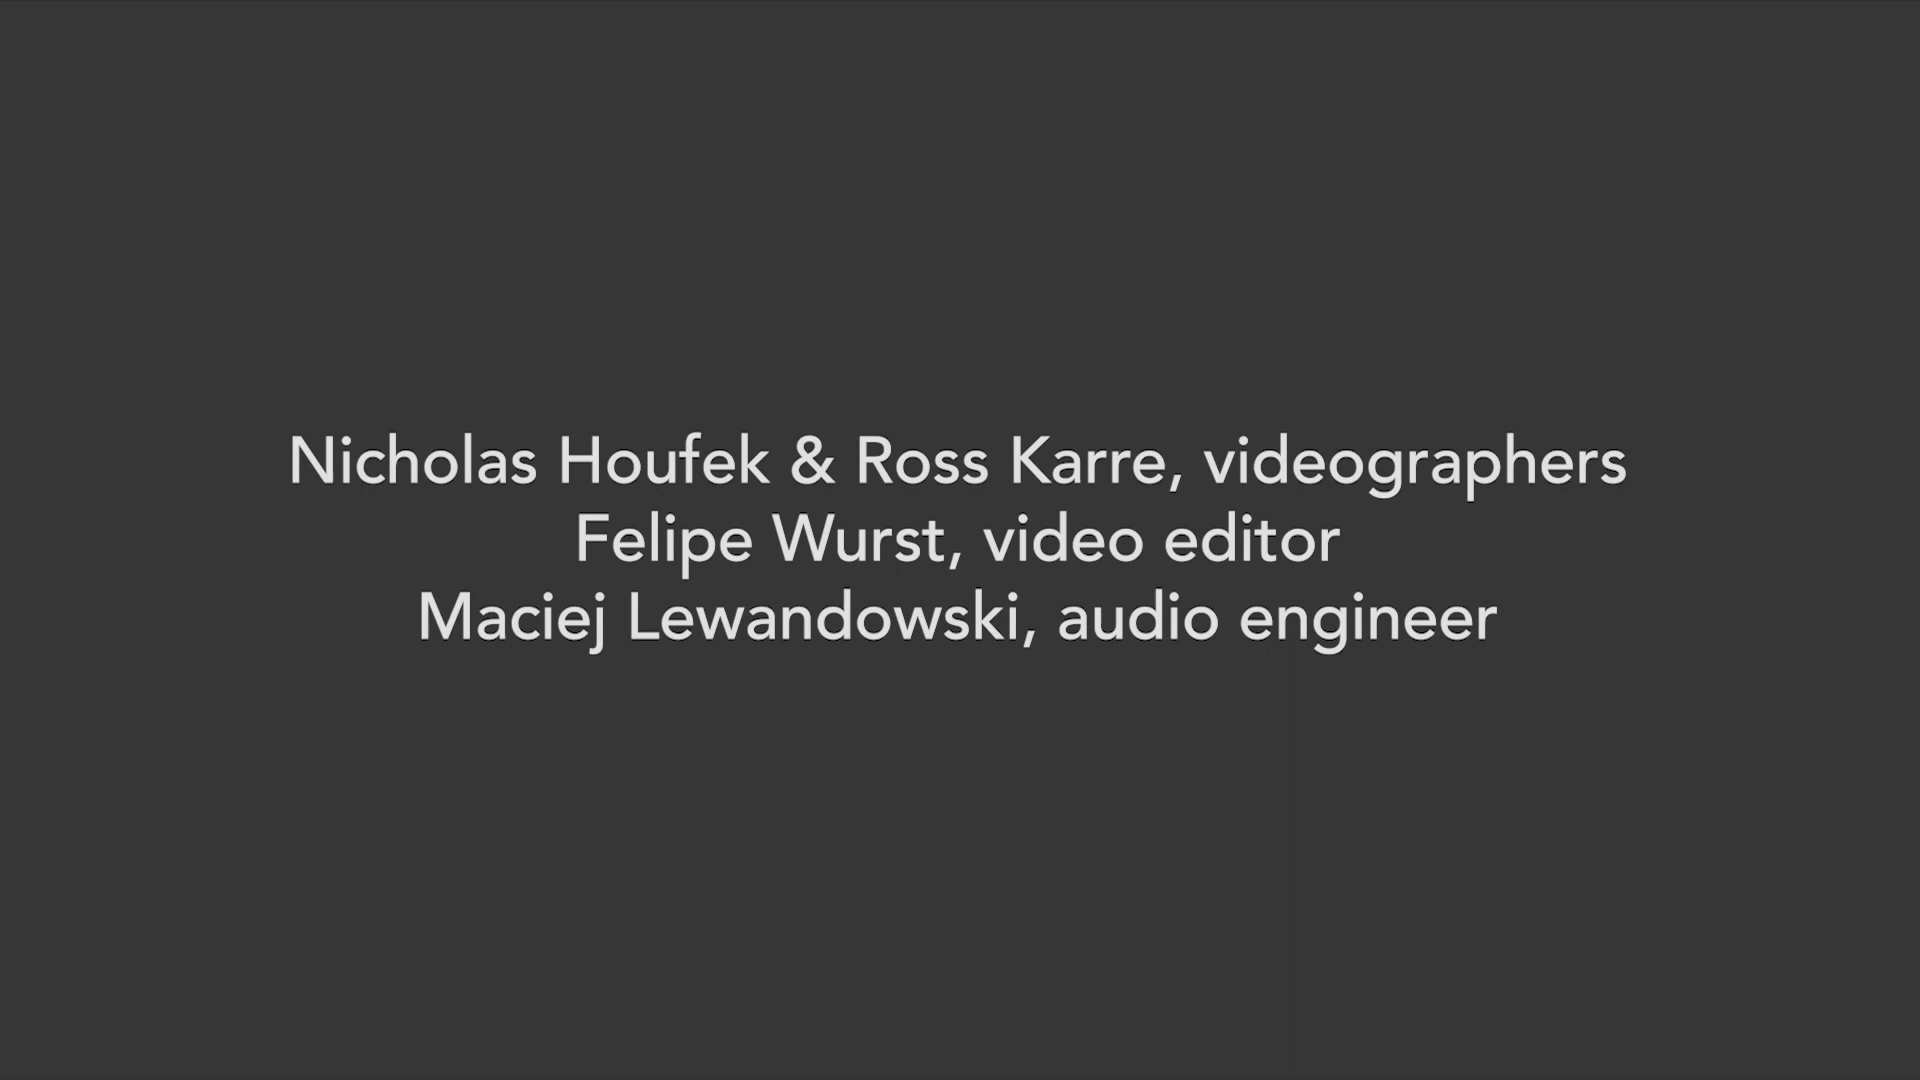 Nicholas Houfek & Ross Karre, videographers
Felipe Wurst, video editor
Maciej Lewandowski, audio engineer